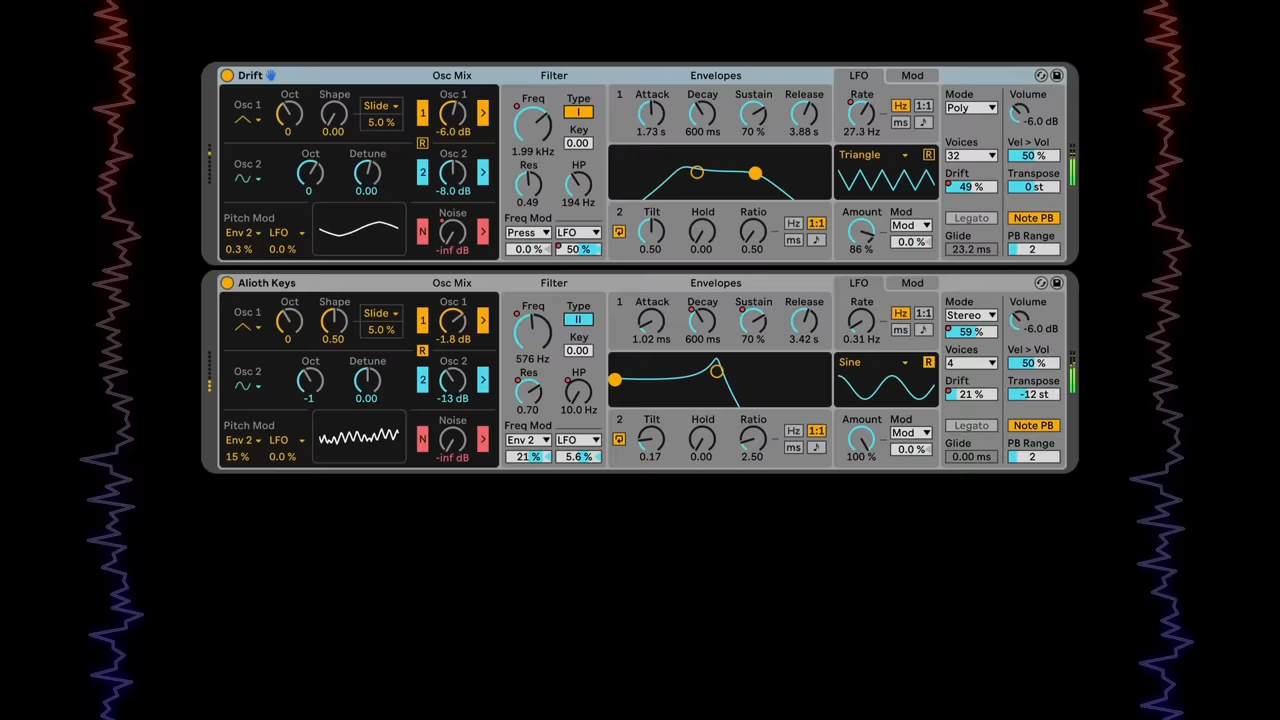 Drift Osc Mix Filter Envelopes LFO Mod
Osc 1 Oct Shape Slide 5.0 % 1 Osc 1
0 0.00 -6.0 dB
R
Osc 2 Oct Detune 2 Osc 2
0 0.00 -8.0 dB
Pitch Mod Noise
Env 2 LFO N
0.3 % 0.0 % -inf dB
Freq Type I
1.99 kHz Key 0.00
Res HP
0.49 194 Hz
Freq Mod
Press LFO
0.0 % 50 %
1 Attack Decay Sustain Release
1.73 s 600 ms 70 % 3.88 s
2 Tilt Hold Ratio Hz 1:1
0.50 0.00 0.50 ms
Rate Hz 1:1
27.3 Hz ms
Triangle R
Amount Mod
Mod
86 % 0.0 %
Mode Volume
Poly -6.0 dB
Voices Vel > Vol
32 50 %
Drift Transpose
49 % 0 st
Legato Note PB
Glide PB Range
23.2 ms 2
Alioth Keys Osc Mix Filter Envelopes LFO Mod
Osc 1 Oct Shape Slide 5.0 % 1 Osc 1
0 0.50 -1.8 dB
R
Osc 2 Oct Detune 2 Osc 2
-1 0.00 -13 dB
Pitch Mod Noise
Env 2 LFO N
15 % 0.0 % -inf dB
Freq Type II
576 Hz Key 0.00
Res HP
0.70 10.0 Hz
Freq Mod
Env 2 LFO
21 % 5.6 %
1 Attack Decay Sustain Release
1.02 ms 600 ms 70 % 3.42 s
2 Tilt Hold Ratio Hz 1:1
0.17 0.00 2.50 ms
Rate Hz 1:1
0.31 Hz ms
Sine R
Amount Mod
Mod
100 % 0.0 %
Mode Volume
Stereo -6.0 dB
59 %
Voices Vel > Vol
4 50 %
Drift Transpose
21 % -12 st
Legato Note PB
Glide PB Range
0.00 ms 2